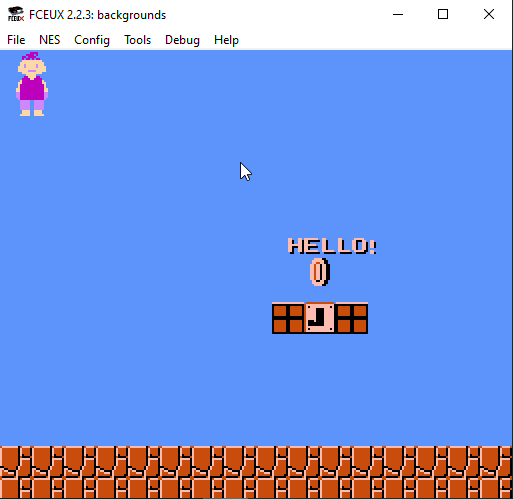 FCEUX 2.2.3: backgrounds
File NES Config Tools Debug Help
HELLO!
J